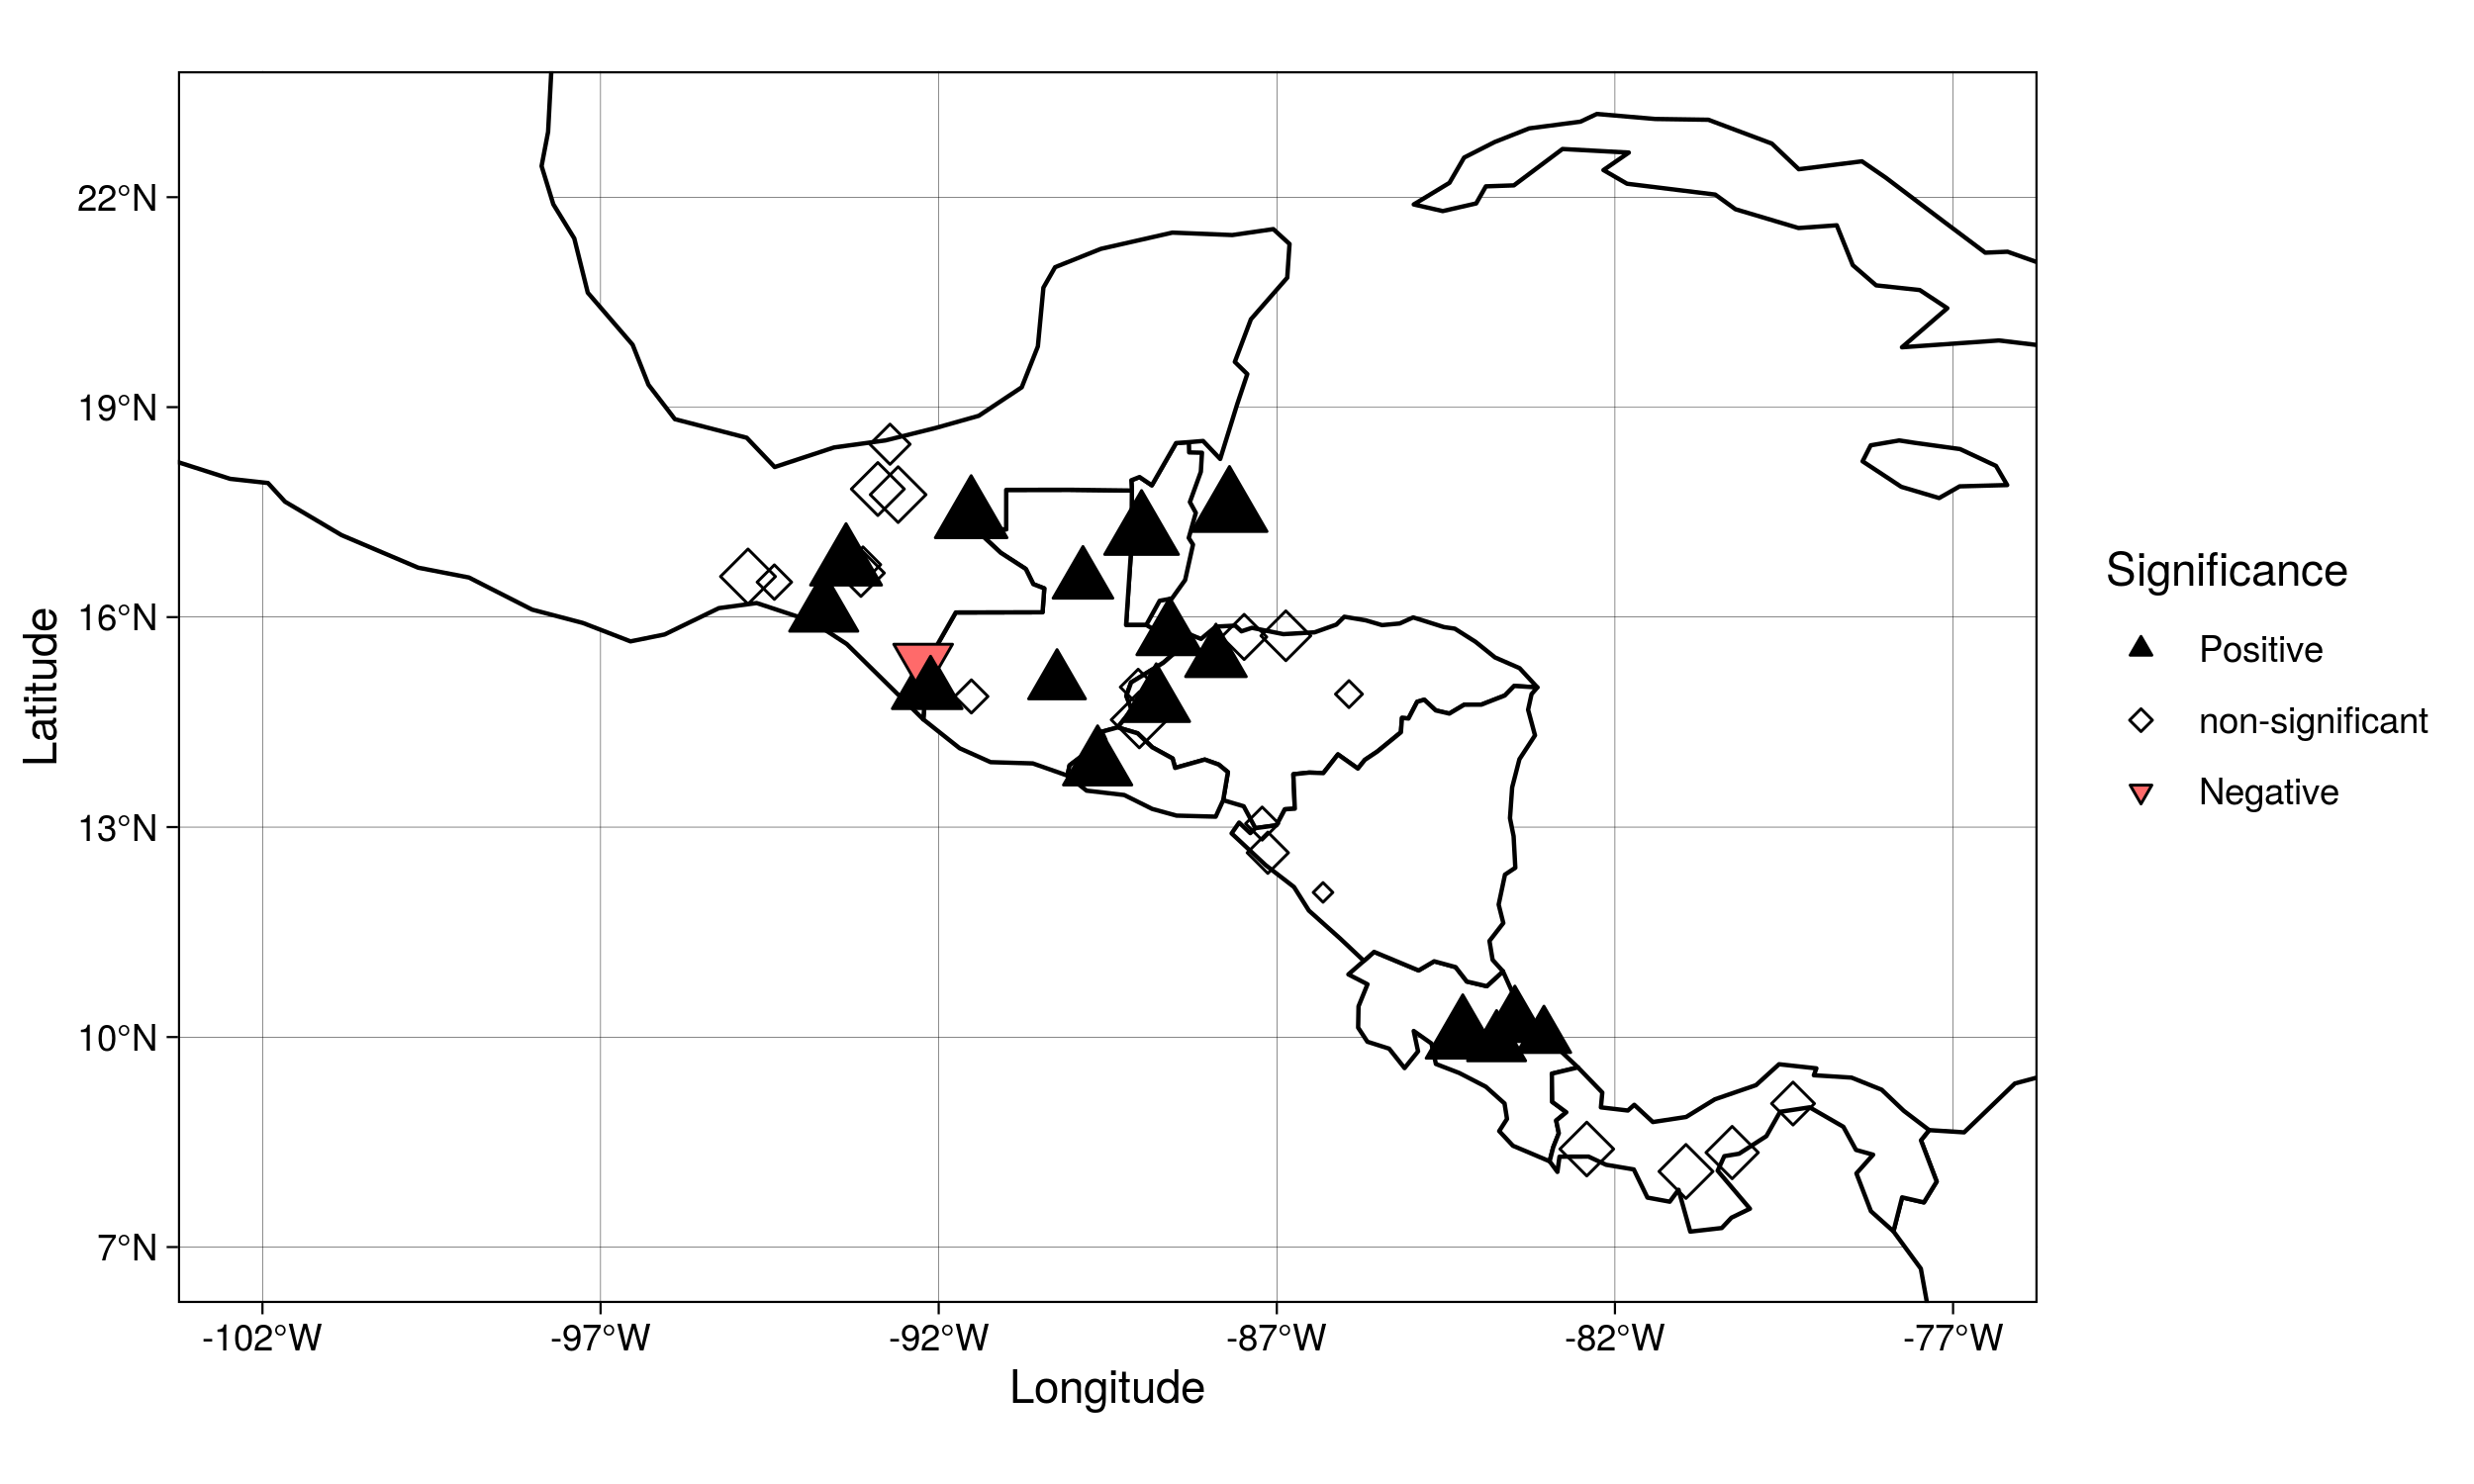 22°N
19°N
16°N
13°N
10°N
7°N
Latitude
-102°W
-97°W
-92°W
-87°W
-82°W
-77°W
Longitude
Significance
Positive
non-significant
Negative